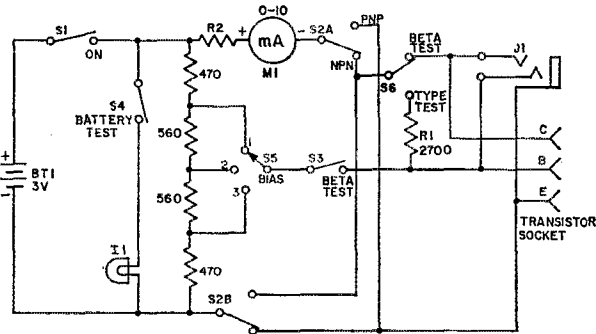 0-10
S1
ON
R2
+
mA
-
M1
S2A
PNP
NPN
BETA
TEST
J1
S6
470
S4
BATTERY
TEST
560
1
2
3
S5
BIAS
S3
BETA
TEST
TYPE
TEST
R1
2700
C
B
E
+
BT1
3V
-
560
I1
470
S2B
TRANSISTOR
SOCKET